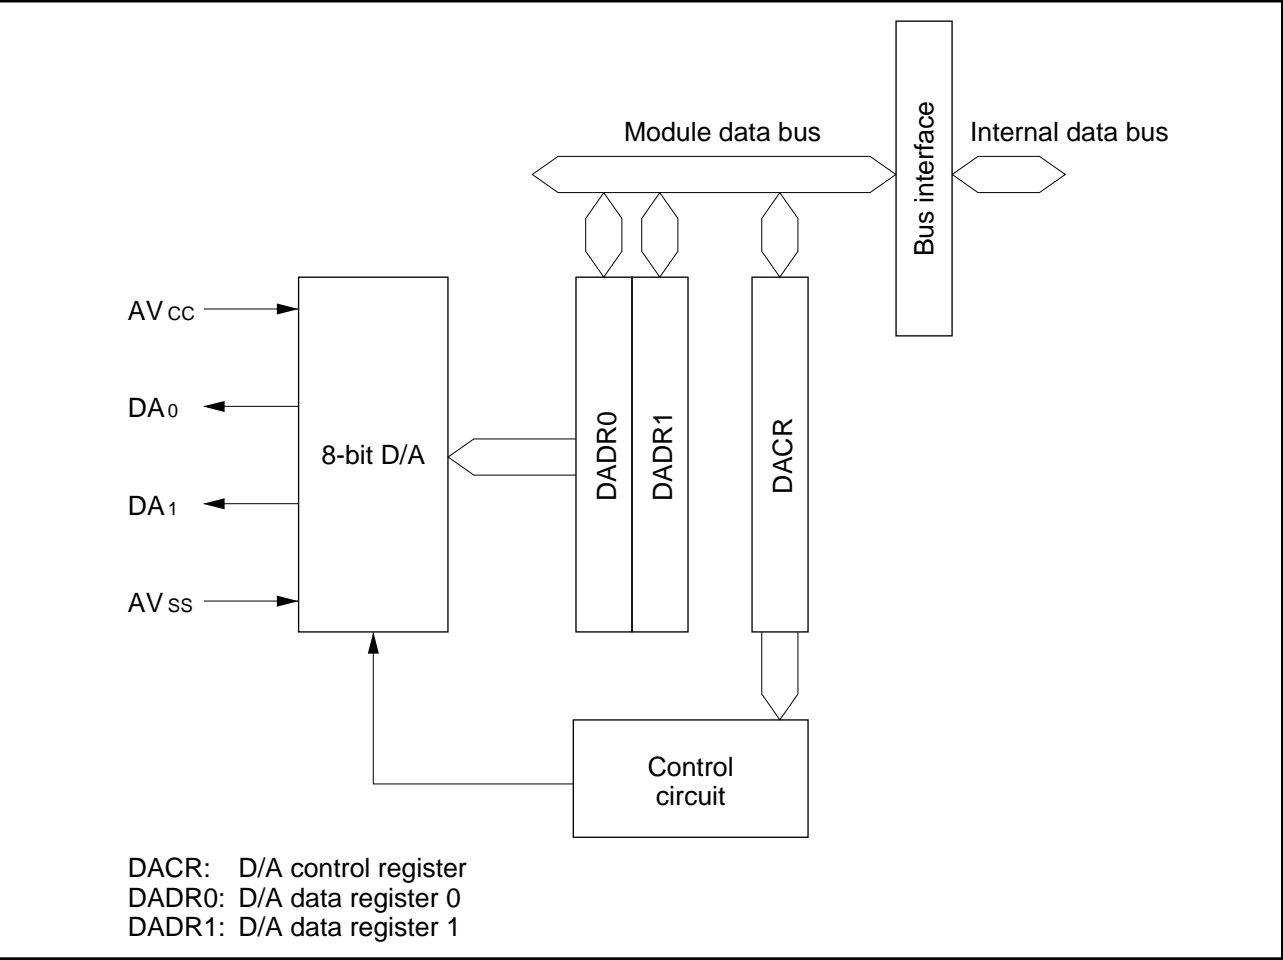 Module data bus
Internal data bus
Bus interface
AVCC
DA0
8-bit D/A
DA1
AVSS
DADR0
DADR1
DACR
Control
circuit
DACR: D/A control register
DADR0: D/A data register 0
DADR1: D/A data register 1